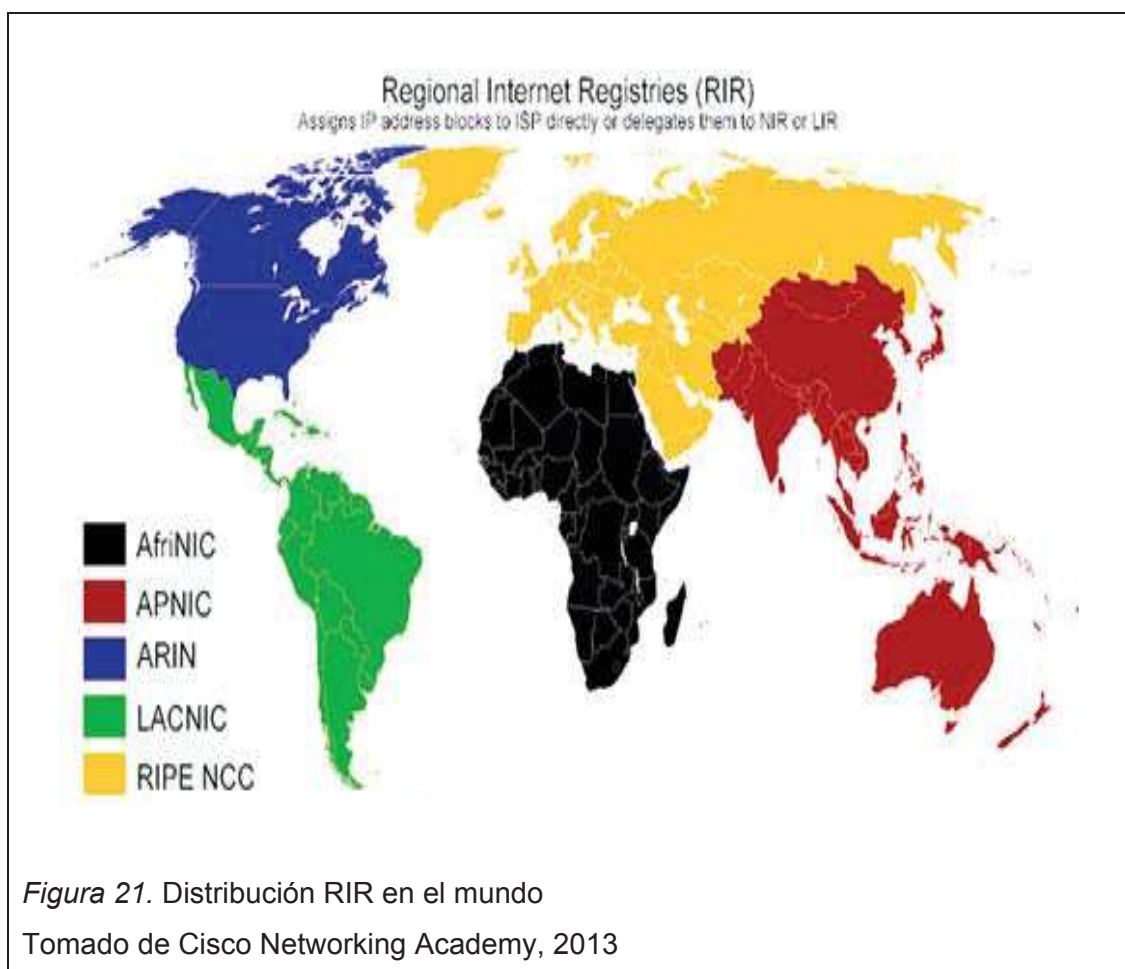 Regional Internet Registries (RIR)
Assigns IP address blocks to ISP directly or delegates them to NIR or LIR
AfriNIC
APNIC
ARIN
LACNIC
RIPE NCC
Figura 21. Distribución RIR en el mundo
Tomado de Cisco Networking Academy, 2013